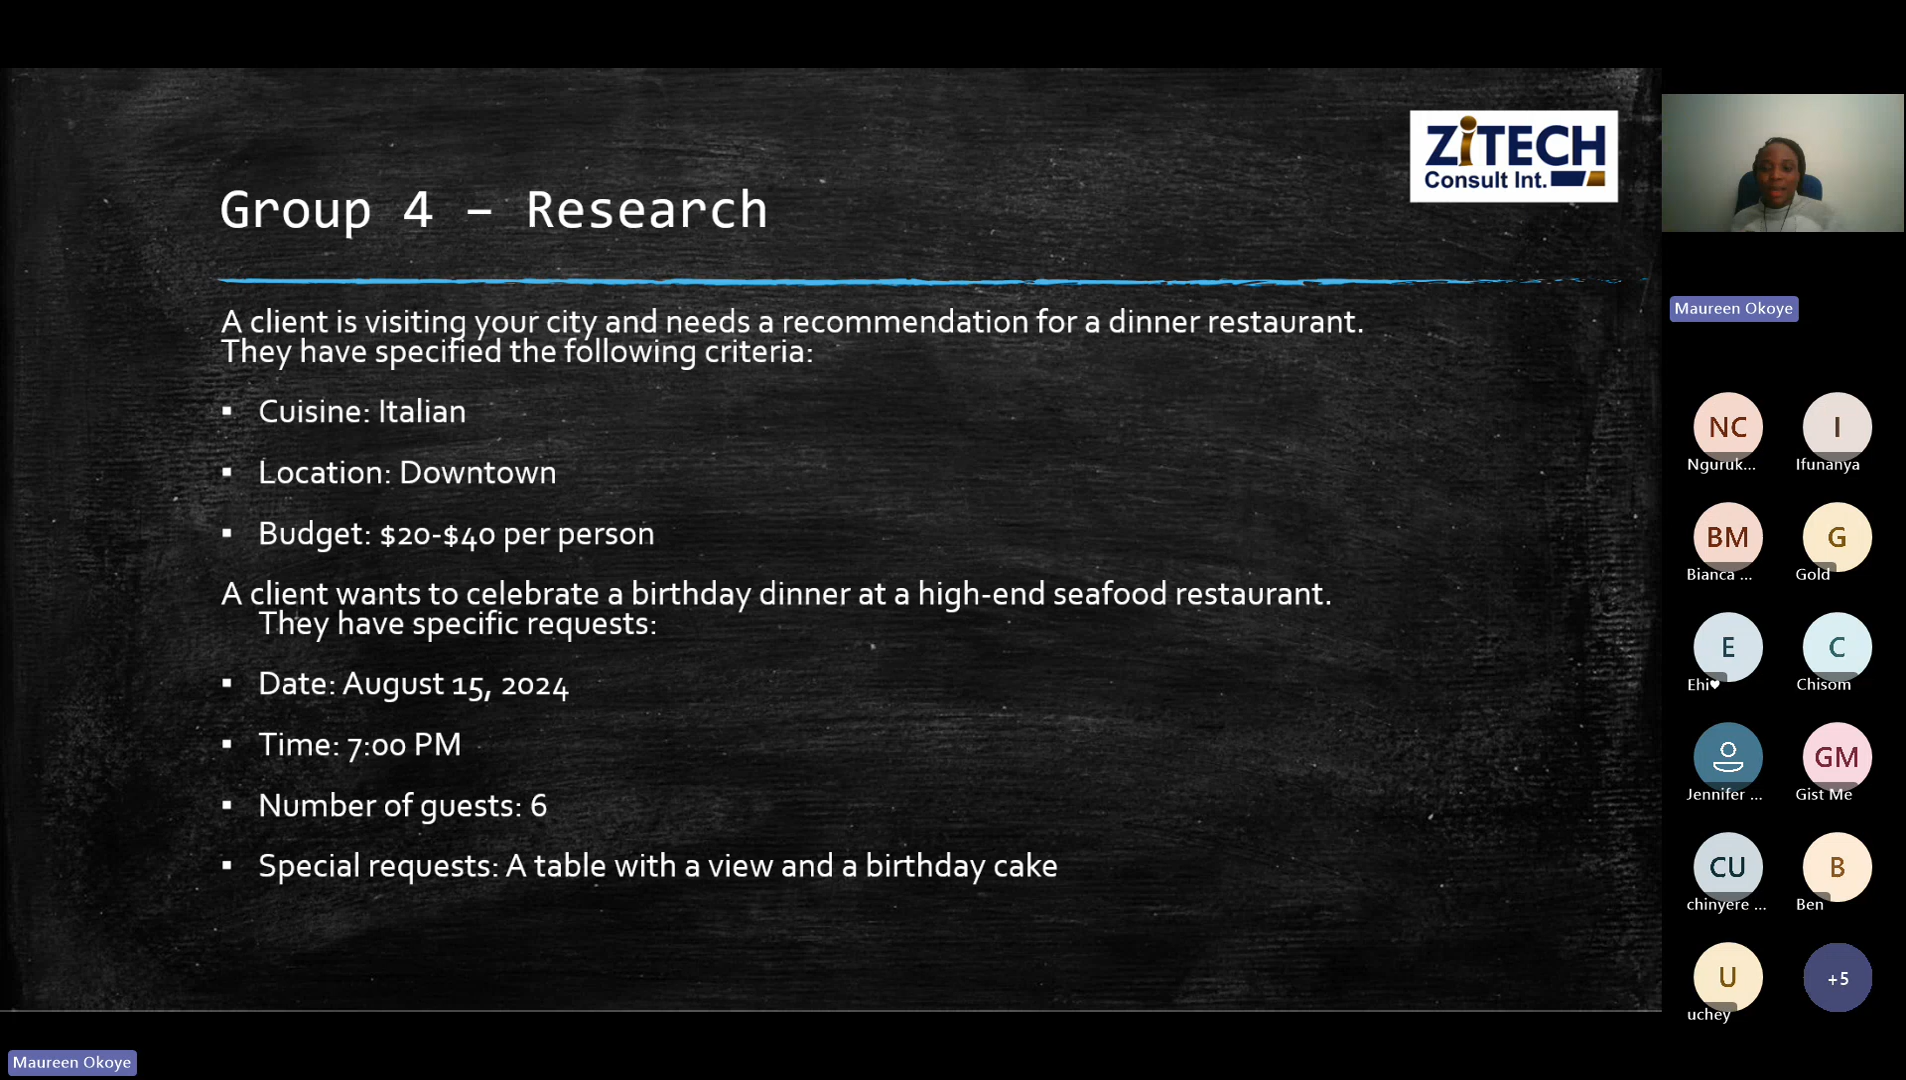 ZiTECH
Consult Int.
Group 4 – Research
A client is visiting your city and needs a recommendation for a dinner restaurant.
They have specified the following criteria:
▪ Cuisine: Italian
▪ Location: Downtown
▪ Budget: $20-$40 per person
A client wants to celebrate a birthday dinner at a high-end seafood restaurant.
They have specific requests:
▪ Date: August 15, 2024
▪ Time: 7:00 PM
▪ Number of guests: 6
▪ Special requests: A table with a view and a birthday cake
Maureen Okoye
NC I
Nguruk... Ifunanya
BM G
Bianca ... Gold
E C
Ehi♥ Chisom
GM
Jennifer ... Gist Me
CU B
chinyere ... Ben
U +5
uchey
Maureen Okoye